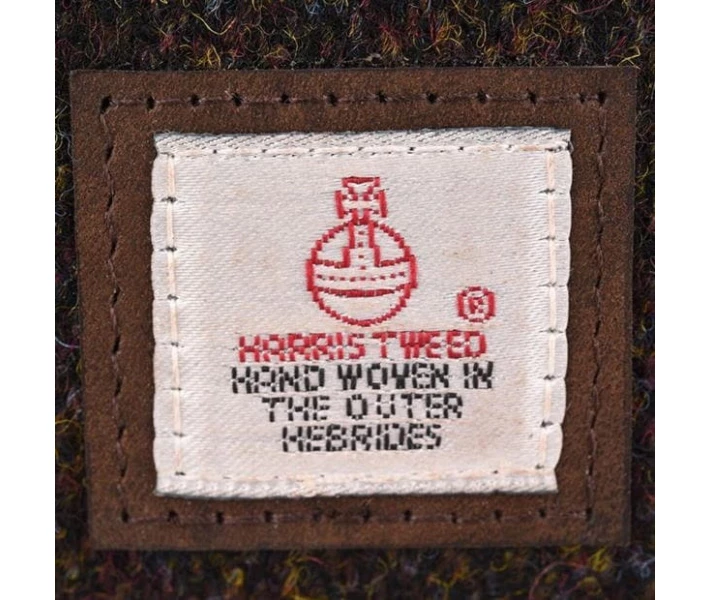 ®
HARRIS TWEED
HAND WOVEN IN
THE OUTER
HEBRIDES